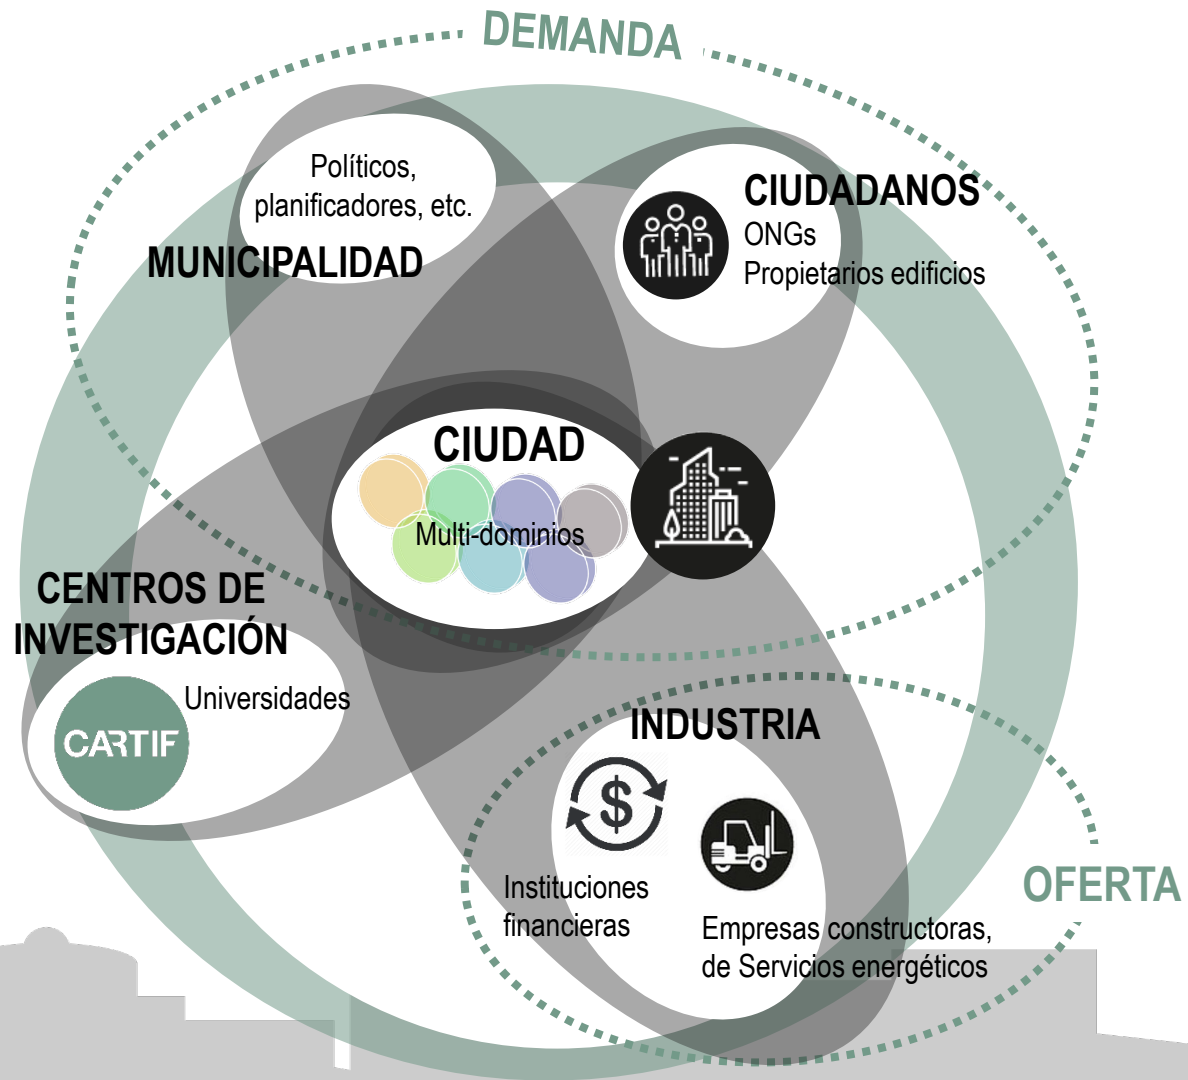 DEMANDA
Políticos,
planificadores, etc.
MUNICIPALIDAD
CIUDADANOS
ONGs
Propietarios edificios
CIUDAD
Multi-dominios
CENTROS DE
INVESTIGACIÓN
Universidades
CARTIF
INDUSTRIA
$
Instituciones
financieras
Empresas constructoras,
de Servicios energéticos
OFERTA